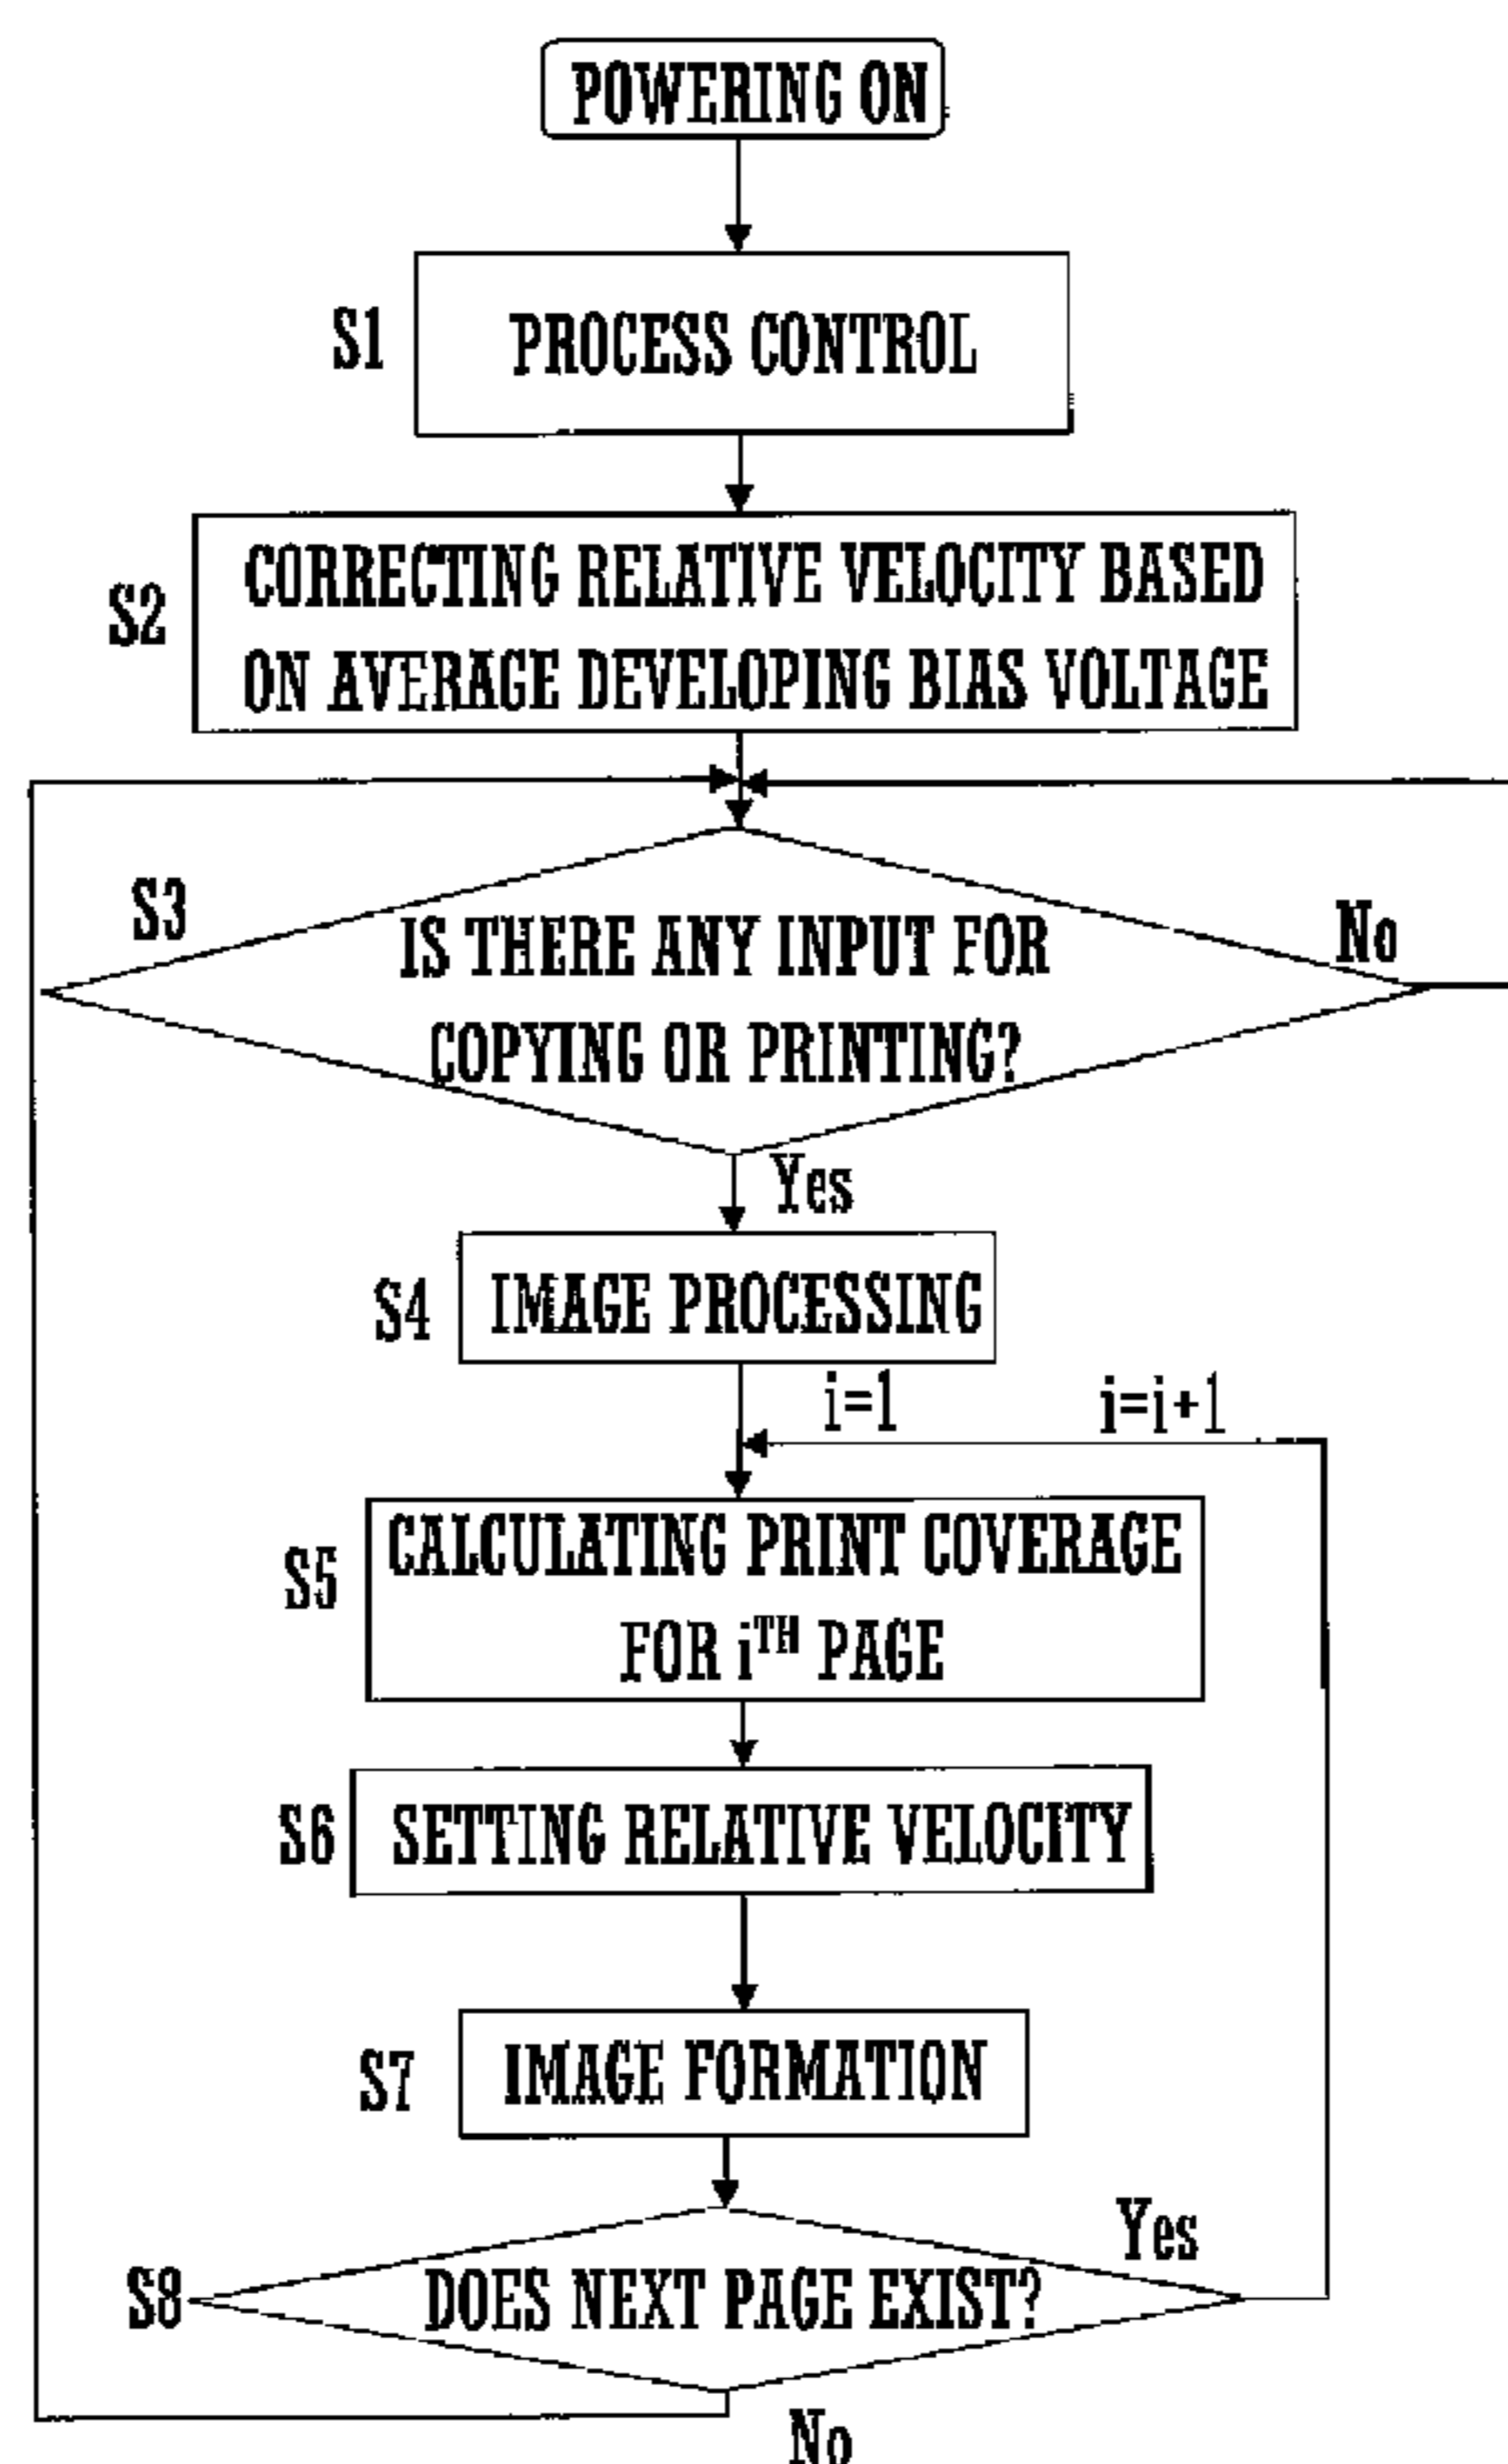 POWERING ON
S1
PROCESS CONTROL
S2
CORRECTING RELATIVE VELOCITY BASED
ON AVERAGE DEVELOPING BIAS VOLTAGE
S3
IS THERE ANY INPUT FOR
COPYING OR PRINTING?
No
Yes
S4
IMAGE PROCESSING
i=1
i=i+1
S5
CALCULATING PRINT COVERAGE
FOR iTH PAGE
S6
SETTING RELATIVE VELOCITY
S7
IMAGE FORMATION
Yes
S8
DOES NEXT PAGE EXIST?
No